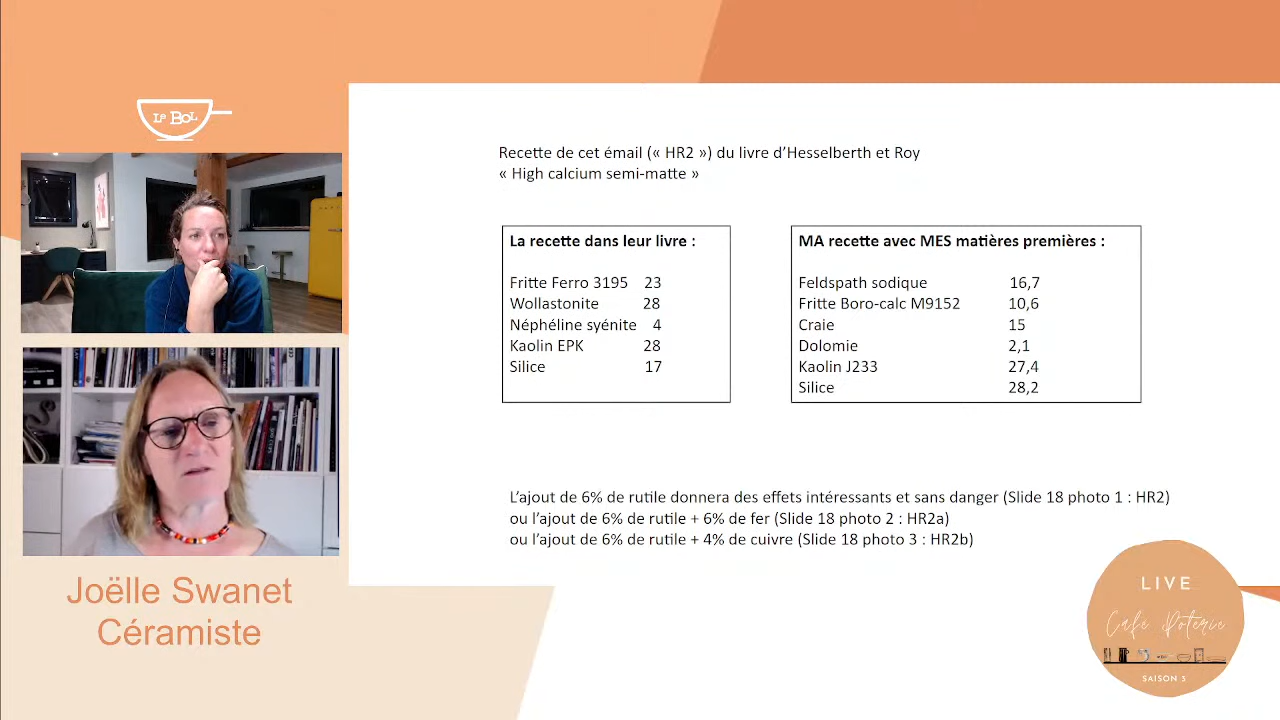 Le BoL
Recette de cet émail (« HR2 ») du livre d’Hesselberth et Roy
« High calcium semi-matte »
La recette dans leur livre :
Fritte Ferro 3195 23
Wollastonite 28
Néphéline syénite 4
Kaolin EPK 28
Silice 17
MA recette avec MES matières premières :
Feldspath sodique 16,7
Fritte Boro-calc M9152 10,6
Craie 15
Dolomie 2,1
Kaolin J233 27,4
Silice 28,2
L’ajout de 6% de rutile donnera des effets intéressants et sans danger (Slide 18 photo 1 : HR2)
ou l’ajout de 6% de rutile + 6% de fer (Slide 18 photo 2 : HR2a)
ou l’ajout de 6% de rutile + 4% de cuivre (Slide 18 photo 3 : HR2b)
Joëlle Swanet
Céramiste
LIVE
Café Poterie
SAISON 3